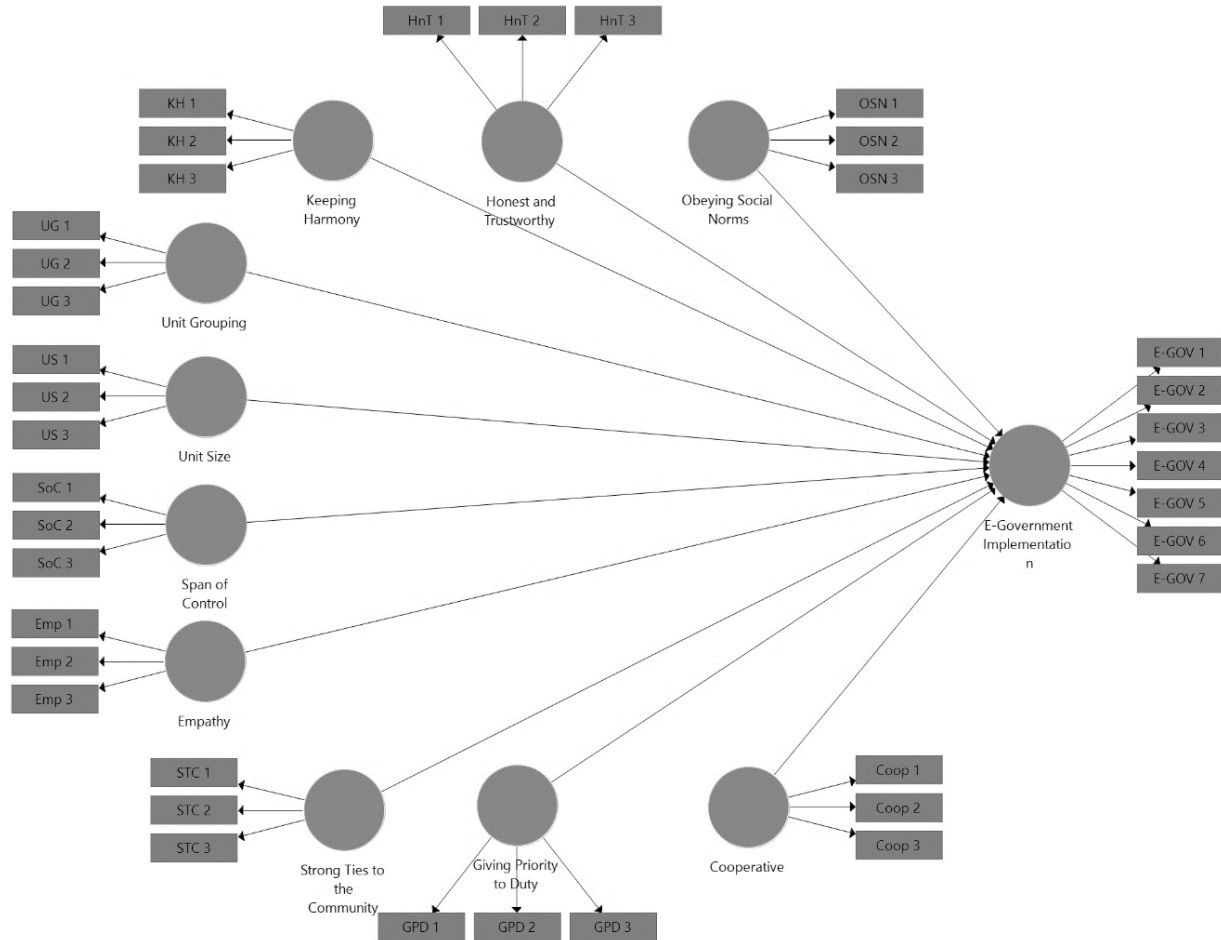 HnT 1
HnT 2
HnT 3
KH 1
KH 2
KH 3
Keeping
Harmony
Honest and
Trustworthy
OSN 1
OSN 2
OSN 3
Obeying Social
Norms
UG 1
UG 2
UG 3
Unit Grouping
US 1
US 2
US 3
Unit Size
SoC 1
SoC 2
SoC 3
Span of
Control
Emp 1
Emp 2
Emp 3
Empathy
E-GOV 1
E-GOV 2
E-GOV 3
E-GOV 4
E-GOV 5
E-GOV 6
E-GOV 7
E-Government
Implementatio
n
STC 1
STC 2
STC 3
Strong Ties to
the
Community
Giving Priority
to Duty
GPD 1
GPD 2
GPD 3
Coop 1
Coop 2
Coop 3
Cooperative